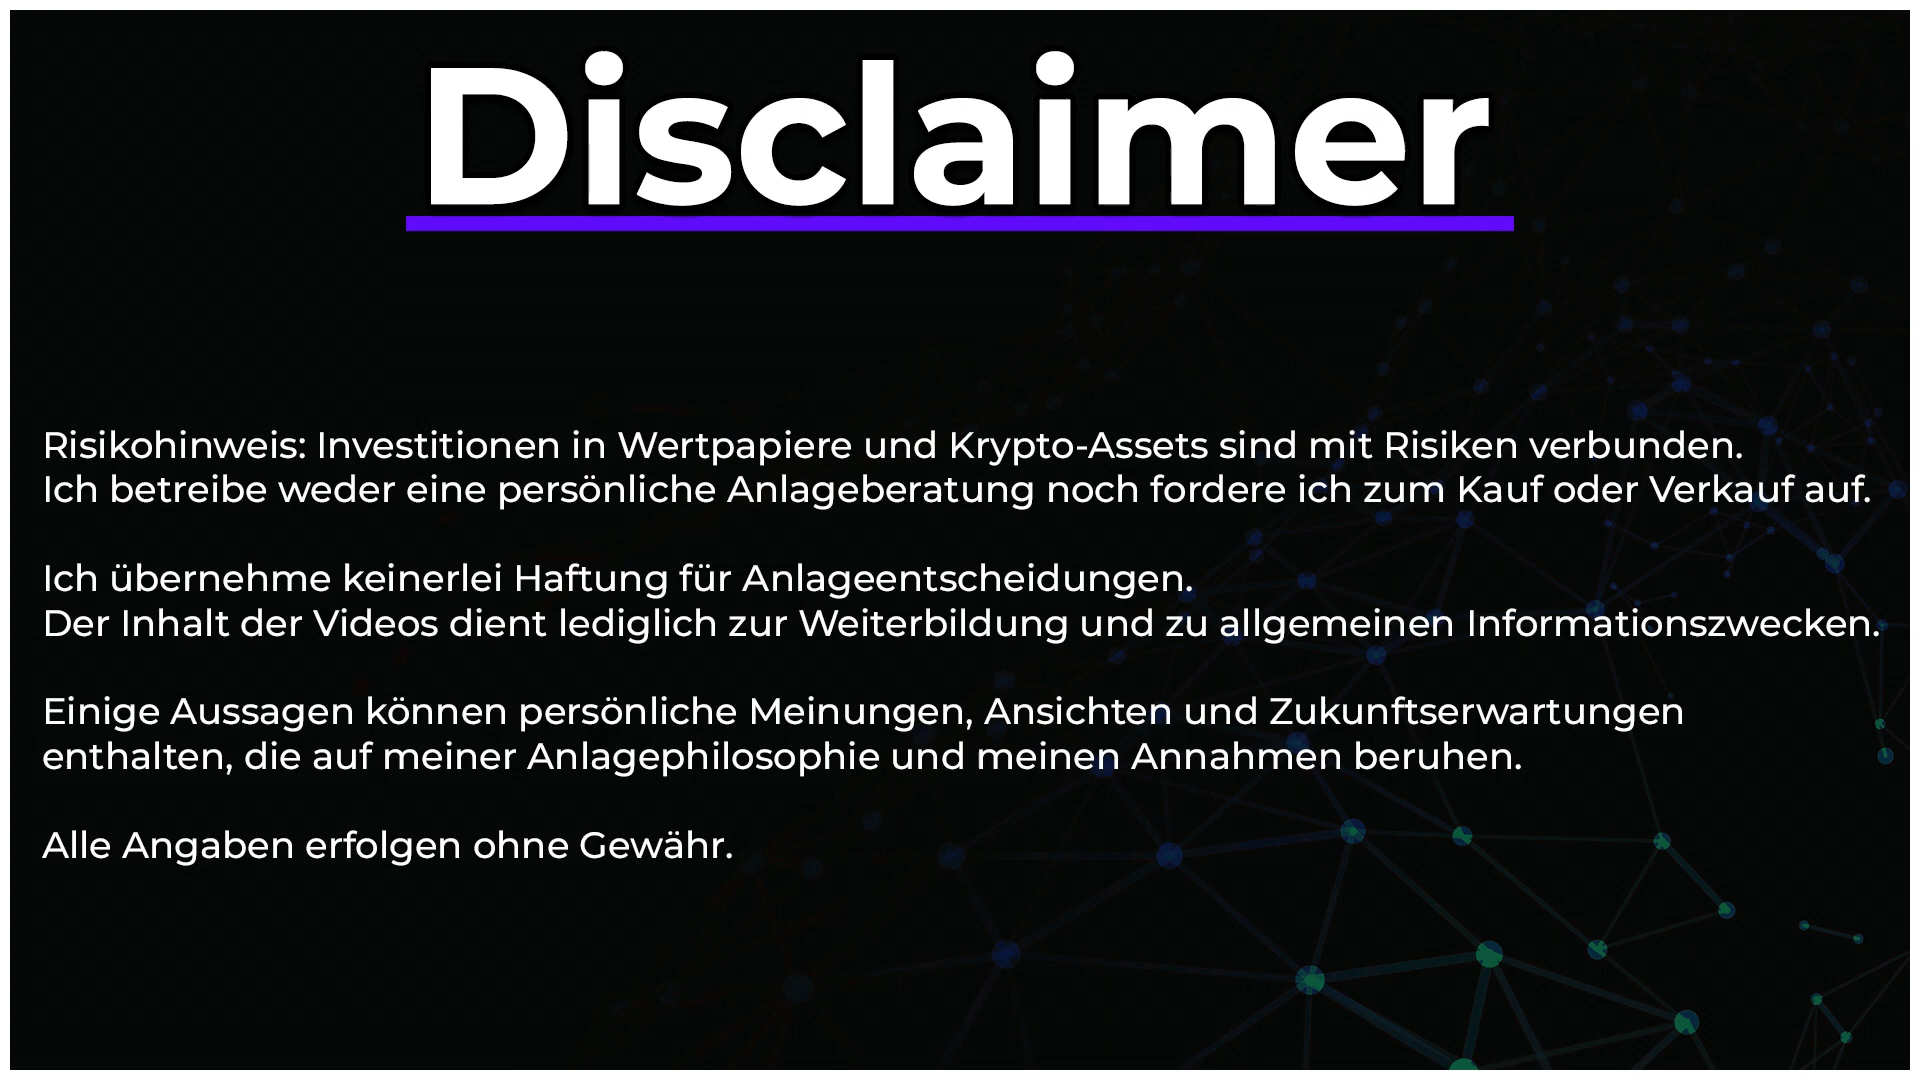 Disclaimer
Risikohinweis: Investitionen in Wertpapiere und Krypto-Assets sind mit Risiken verbunden.
Ich betreibe weder eine persönliche Anlageberatung noch fordere ich zum Kauf oder Verkauf auf.
Ich übernehme keinerlei Haftung für Anlageentscheidungen.
Der Inhalt der Videos dient lediglich zur Weiterbildung und zu allgemeinen Informationszwecken.
Einige Aussagen können persönliche Meinungen, Ansichten und Zukunftserwartungen
enthalten, die auf meiner Anlagephilosophie und meinen Annahmen beruhen.
Alle Angaben erfolgen ohne Gewähr.